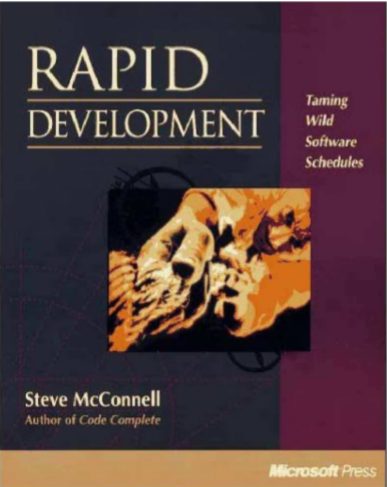 RAPID
DEVELOPMENT
Taming
Wild
Software
Schedules
Steve McConnell
Author of Code Complete
Microsoft Press